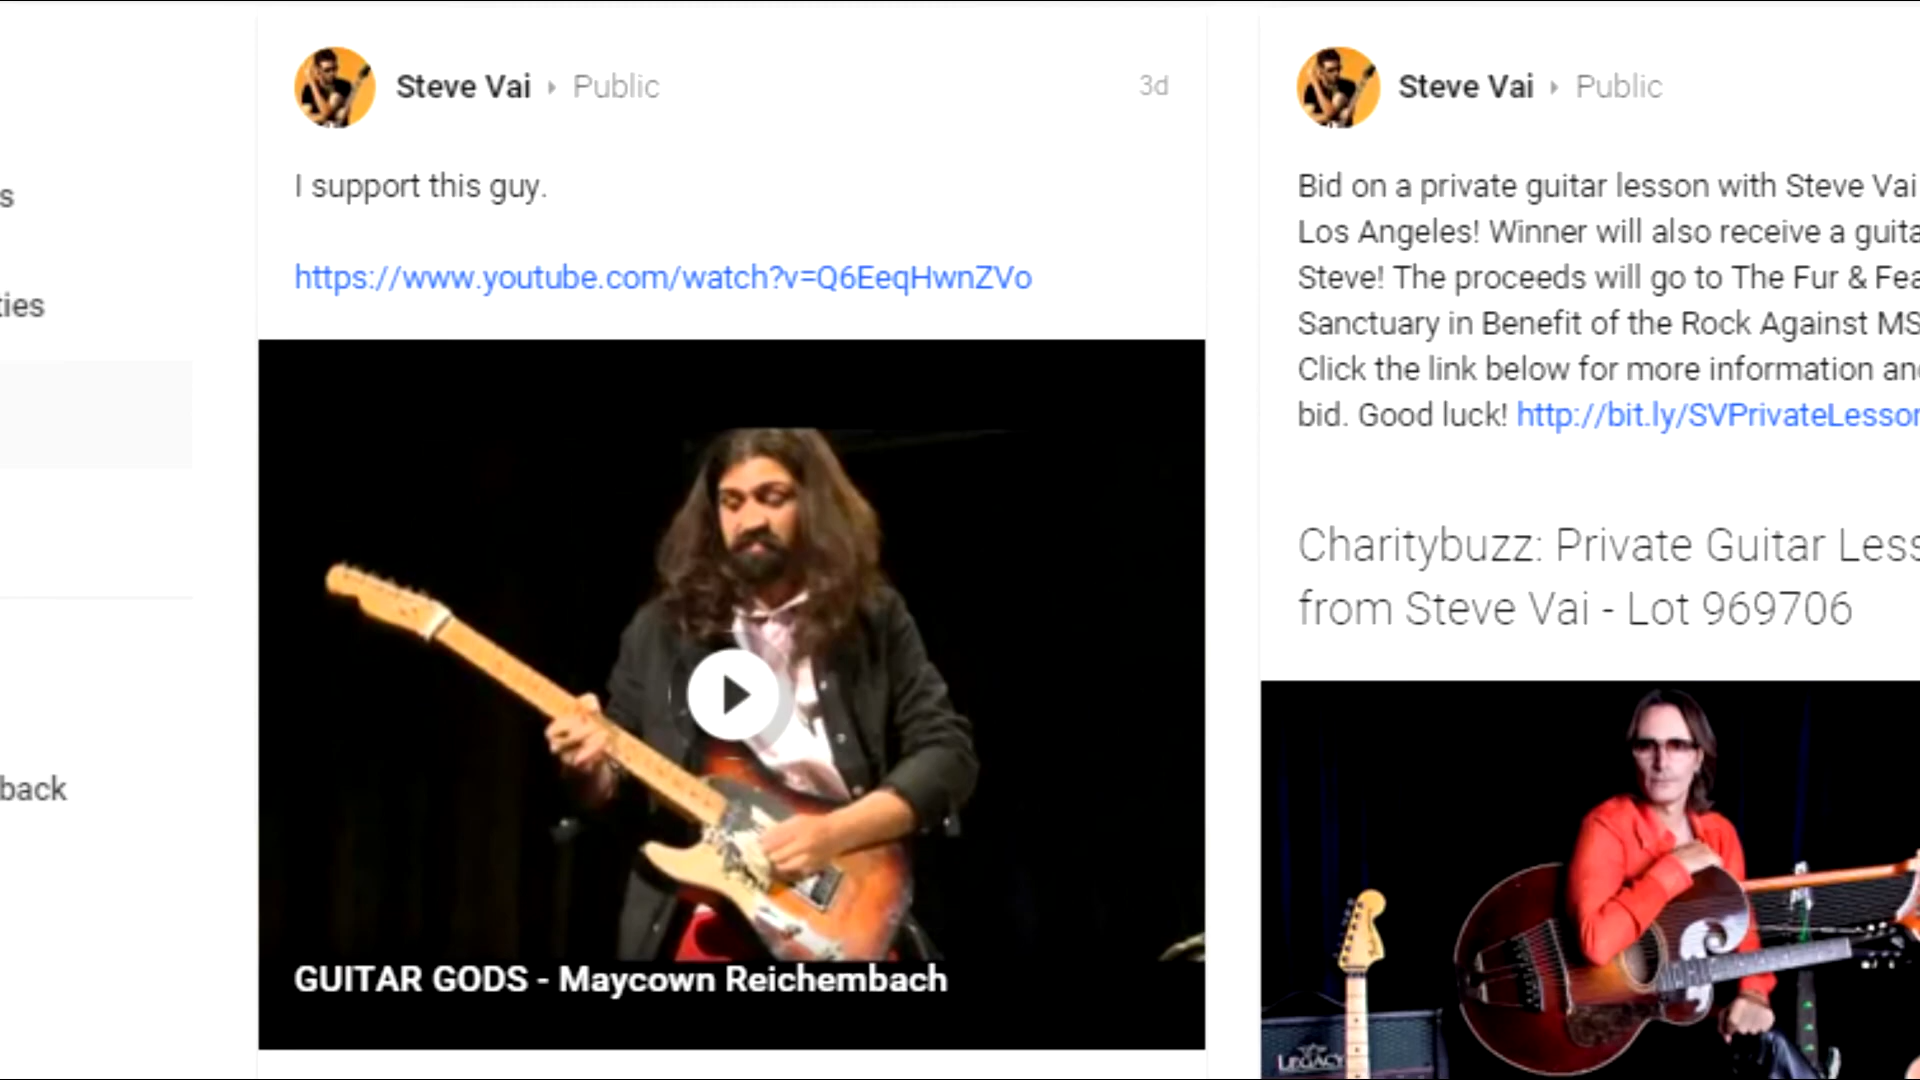 s
ties
back
Steve Vai Public 3d
I support this guy.
https://www.youtube.com/watch?v=Q6EeqHwnZVo
GUITAR GODS - Maycown Reichembach
Steve Vai Public
Bid on a private guitar lesson with Steve Vai
Los Angeles! Winner will also receive a guita
Steve! The proceeds will go to The Fur & Fea
Sanctuary in Benefit of the Rock Against MS
Click the link below for more information an
bid. Good luck! http://bit.ly/SVPrivateLesson
Charitybuzz: Private Guitar Less
from Steve Vai - Lot 969706
LEGACY